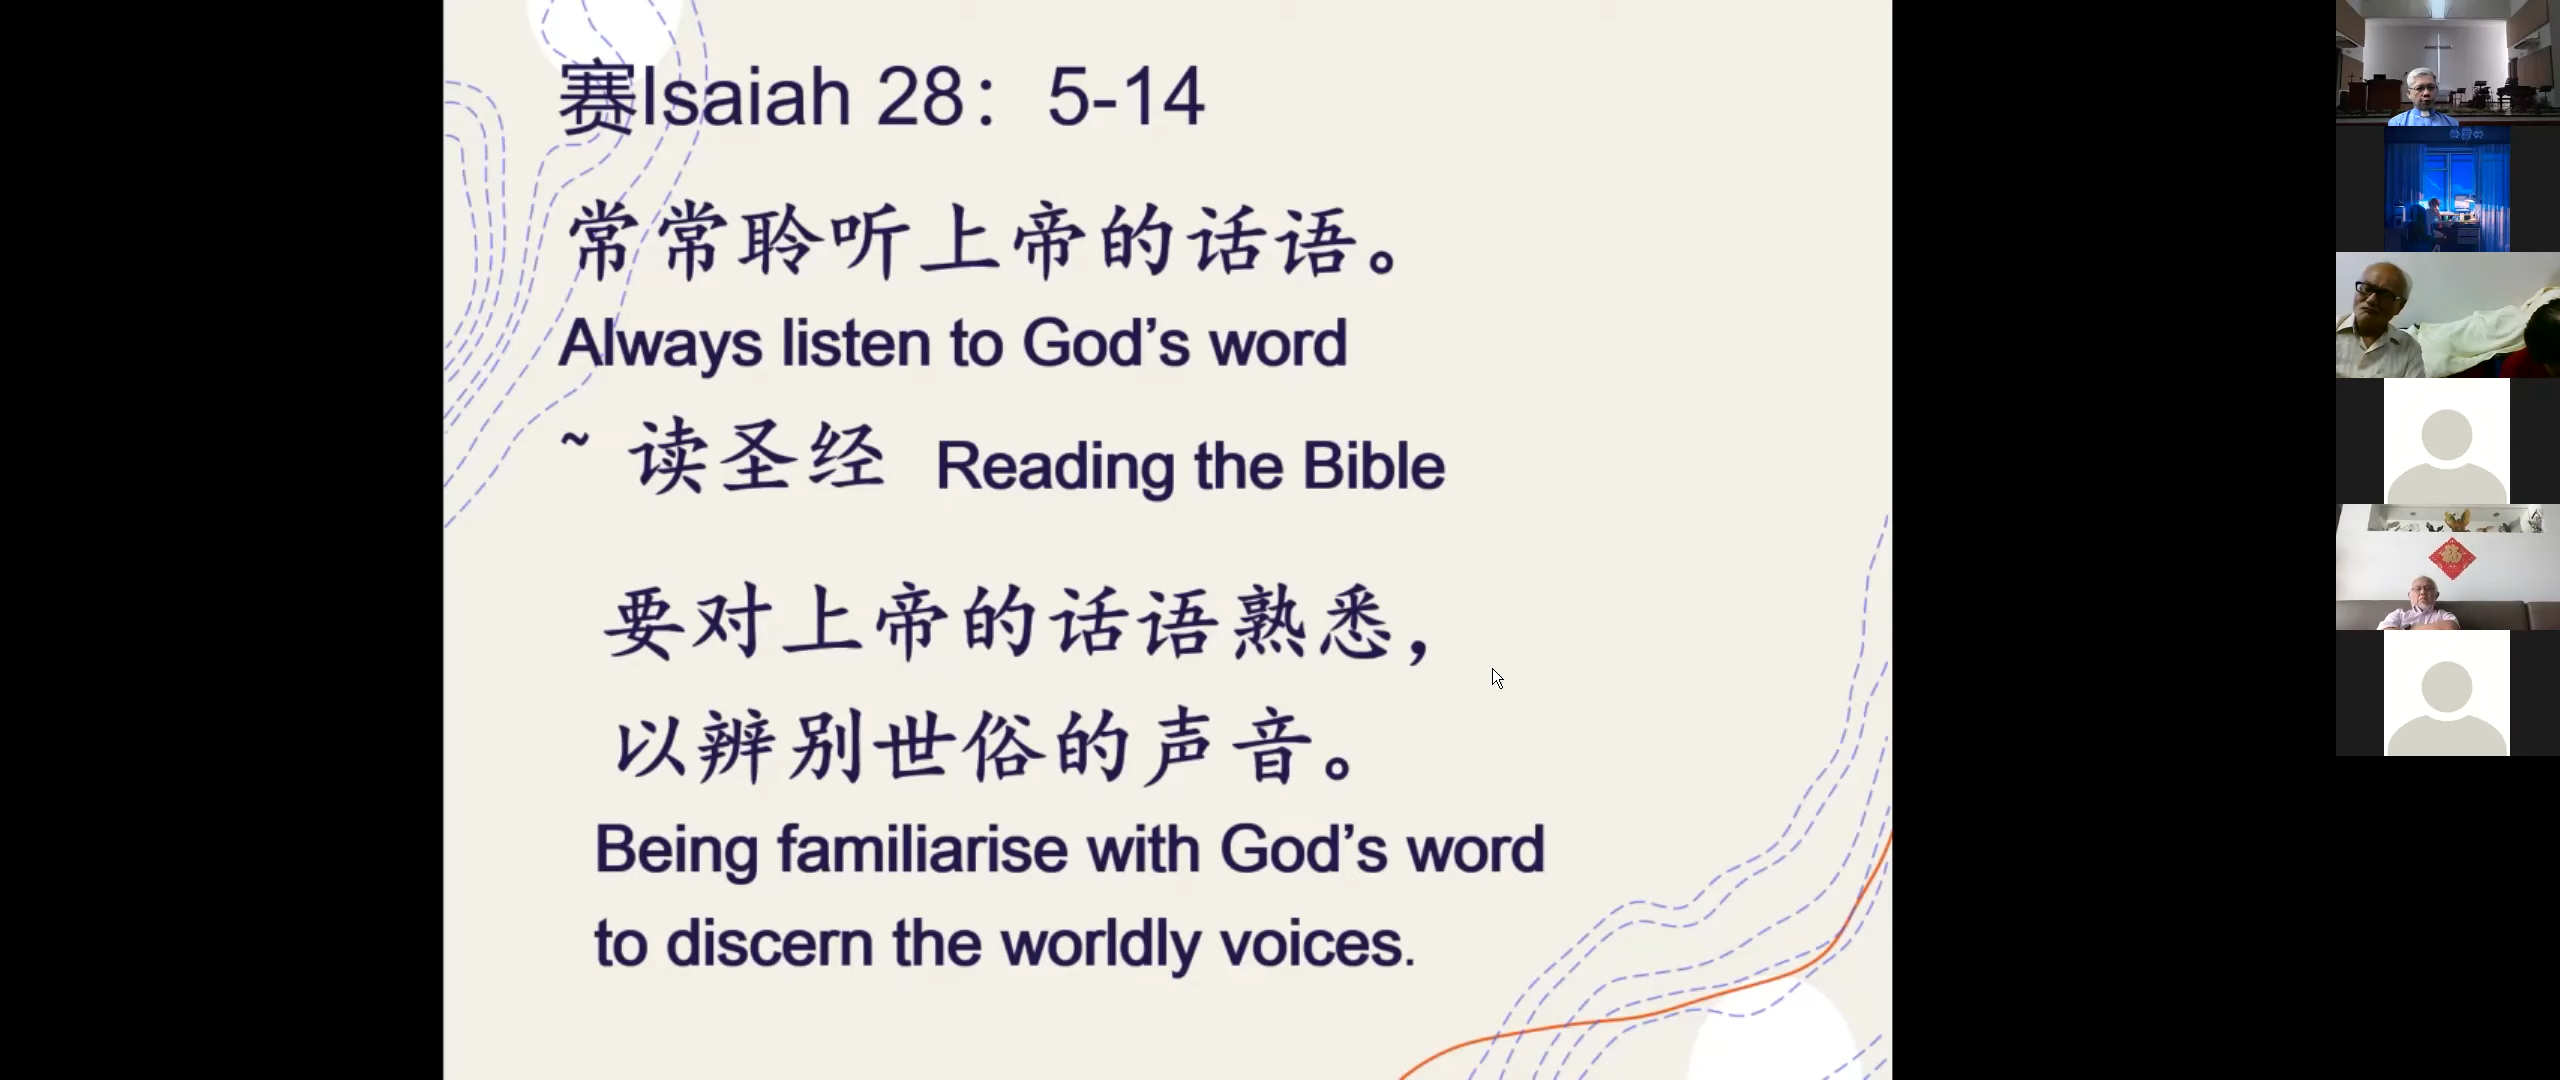 赛Isaiah 28：5-14
常常聆听上帝的话语。
Always listen to God’s word
~ 读圣经 Reading the Bible
要对上帝的话语熟悉，
以辨别世俗的声音。
Being familiarise with God’s word
to discern the worldly voices.
福